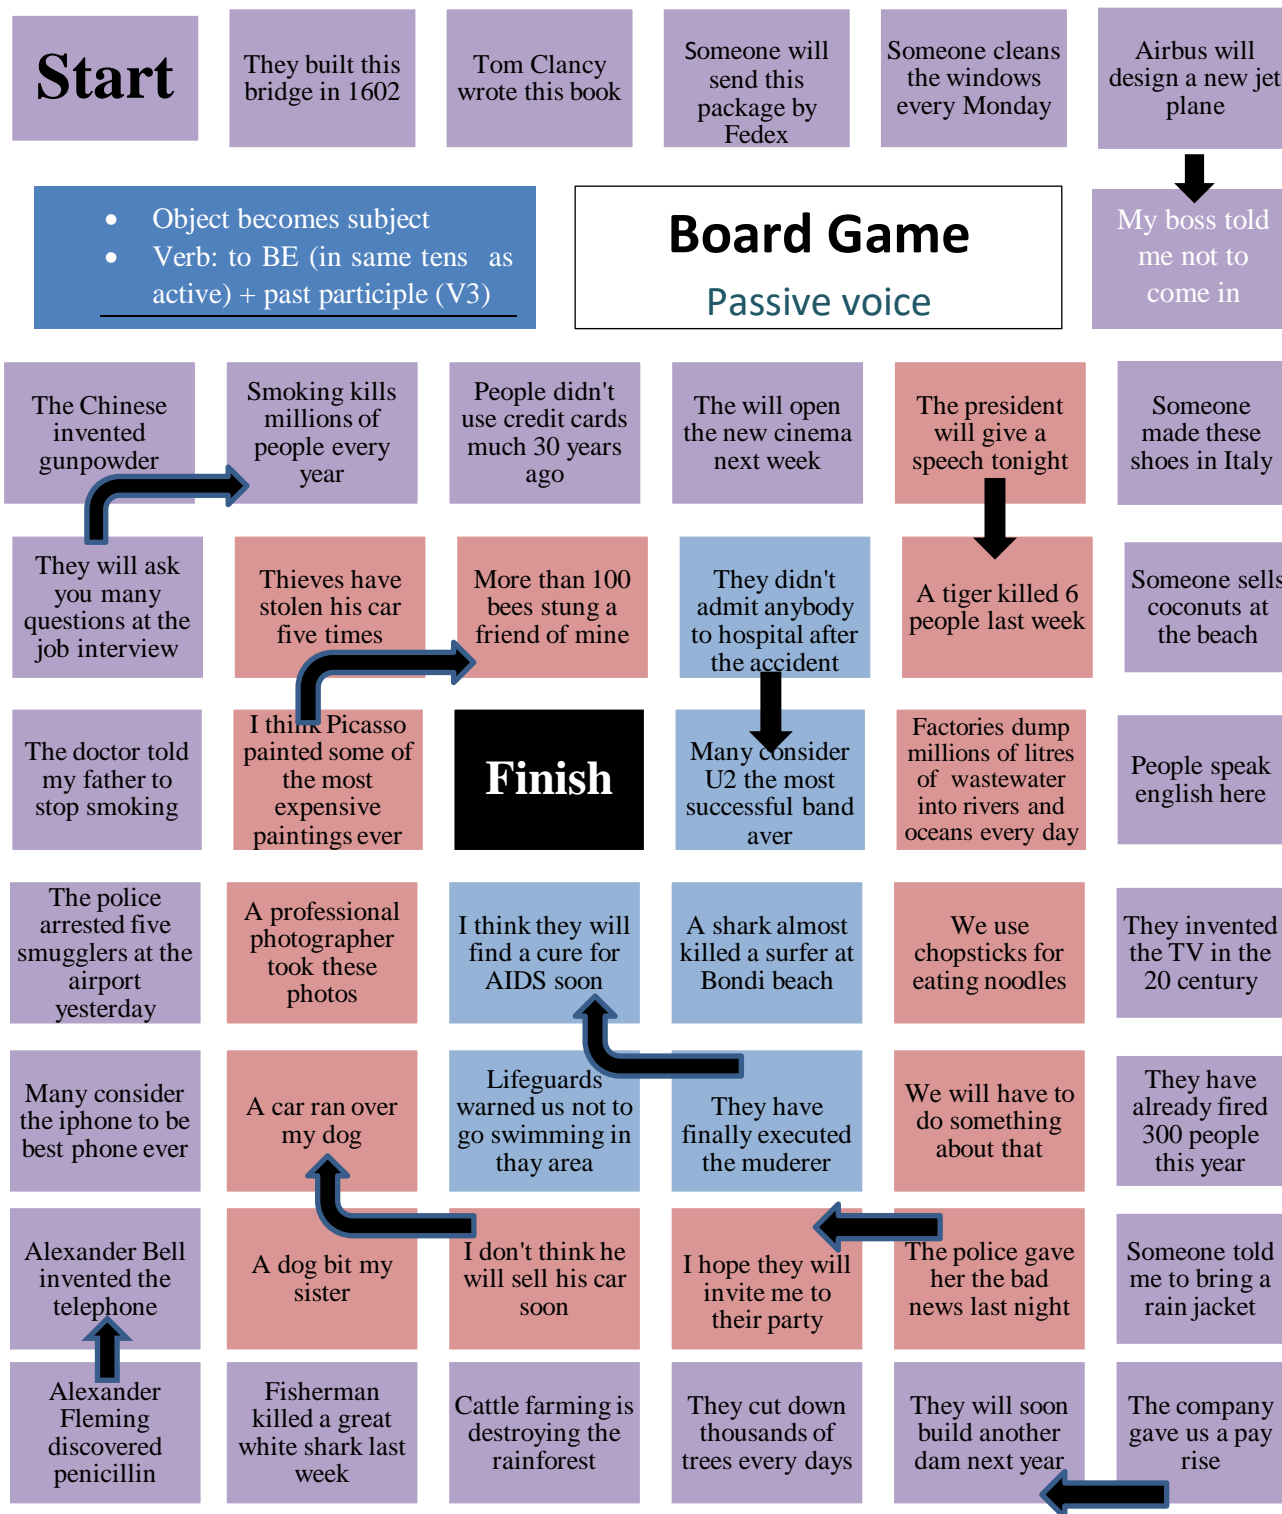 Start
They built this
bridge in 1602
Tom Clancy
wrote this book
Someone will
send this
package by
Fedex
Someone cleans
the windows
every Monday
Airbus will
design a new jet
plane
• Object becomes subject
• Verb: to BE (in same tens as
active) + past participle (V3)
Board Game
Passive voice
My boss told
me not to
come in
The Chinese
invented
gunpowder
Smoking kills
millions of
people every
year
People didn't
use credit cards
much 30 years
ago
The will open
the new cinema
next week
The president
will give a
speech tonight
Someone
made these
shoes in Italy
They will ask
you many
questions at the
job interview
Thieves have
stolen his car
five times
More than 100
bees stung a
friend of mine
They didn't
admit anybody
to hospital after
the accident
A tiger killed 6
people last week
Someone sells
coconuts at
the beach
The doctor told
my father to
stop smoking
I think Picasso
painted some of
the most
expensive
paintings ever
Finish
Many consider
U2 the most
successful band
aver
Factories dump
millions of litres
of wastewater
into rivers and
oceans every day
People speak
english here
The police
arrested five
smugglers at the
airport
yesterday
A professional
photographer
took these
photos
I think they will
find a cure for
AIDS soon
A shark almost
killed a surfer at
Bondi beach
We use
chopsticks for
eating noodles
They invented
the TV in the
20 century
Many consider
the iphone to be
best phone ever
A car ran over
my dog
Lifeguards
warned us not to
go swimming in
thay area
They have
finally executed
the muderer
We will have to
do something
about that
They have
already fired
300 people
this year
Alexander Bell
invented the
telephone
A dog bit my
sister
I don't think he
will sell his car
soon
I hope they will
invite me to
their party
The police gave
her the bad
news last night
Someone told
me to bring a
rain jacket
Alexander
Fleming
discovered
penicillin
Fisherman
killed a great
white shark last
week
Cattle farming is
destroying the
rainforest
They cut down
thousands of
trees every days
They will soon
build another
dam next year
The company
gave us a pay
rise